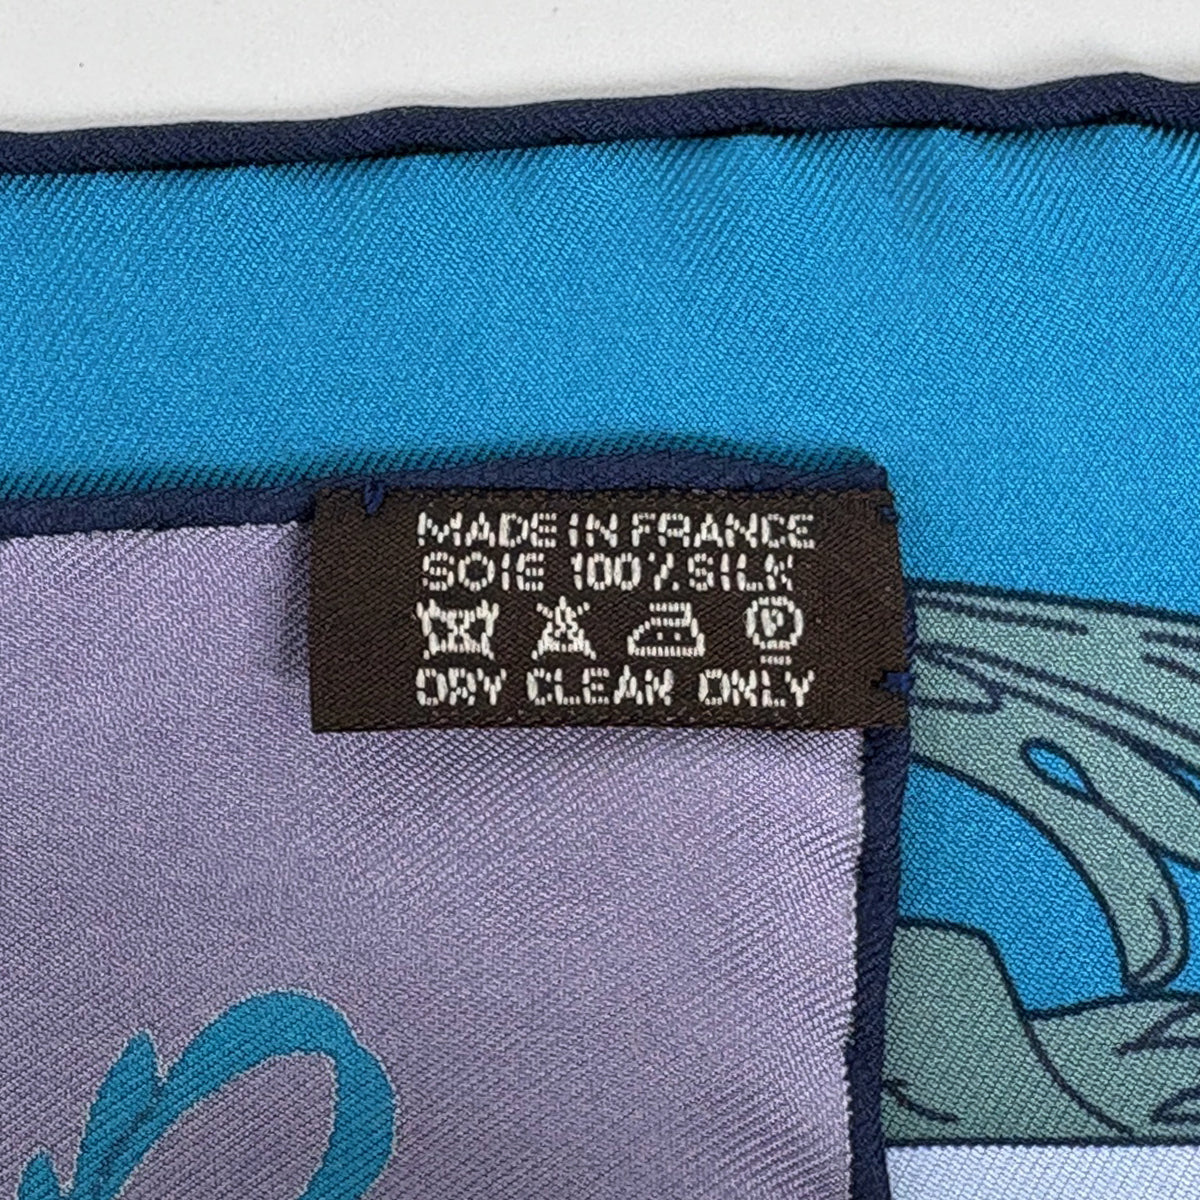 MADE IN FRANCE
SOIE 100% SILK
P
DRY CLEAN ONLY